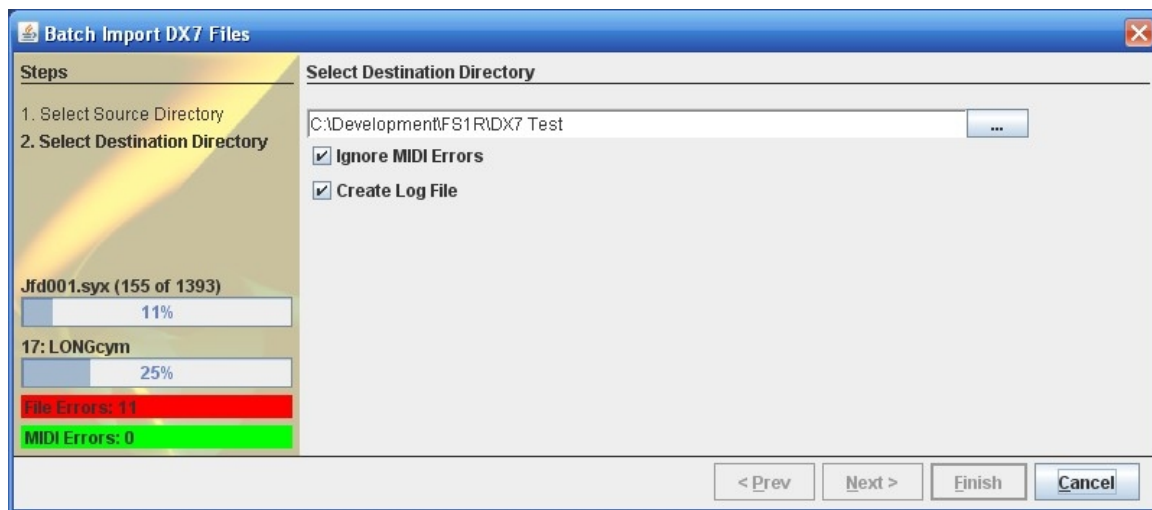 Batch Import DX7 Files
Steps
1. Select Source Directory
2. Select Destination Directory
Jfd001.syx (155 of 1393)
11%
17: LONGcym
25%
File Errors: 11
MIDI Errors: 0
Select Destination Directory
C:\Development\FS1R\DX7 Test
...
Ignore MIDI Errors
Create Log File
< Prev
Next >
Finish
Cancel